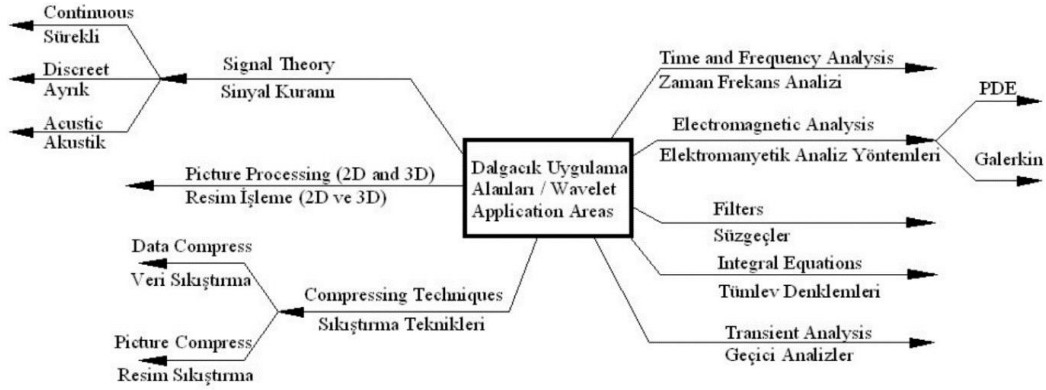 Continuous
Sürekli
Discreet
Ayrık
Acustic
Akustik
Signal Theory
Sinyal Kuramı
Picture Processing (2D and 3D)
Resim İşleme (2D ve 3D)
Data Compress
Veri Sıkıştırma
Picture Compress
Resim Sıkıştırma
Compressing Techniques
Sıkıştırma Teknikleri
Dalgacık Uygulama
Alanları / Wavelet
Application Areas
Time and Frequency Analysis
Zaman Frekans Analizi
Electromagnetic Analysis
Elektromanyetik Analiz Yöntemleri
PDE
Galerkin
Filters
Süzgeçler
Integral Equations
Tümlev Denklemleri
Transient Analysis
Geçici Analizler